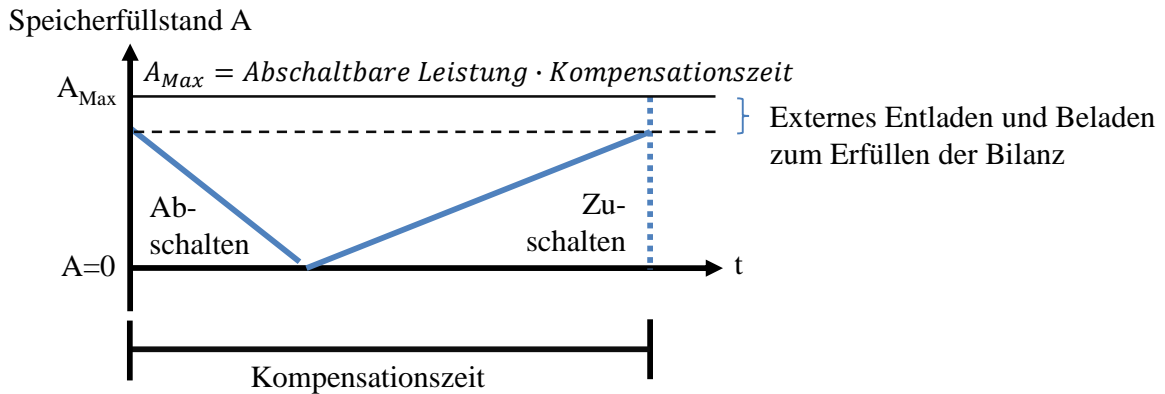 Speicherfüllstand A
A_Max = Abschaltbare Leistung · Kompensationszeit
A_Max
Externes Entladen und Beladen
zum Erfüllen der Bilanz
Ab-
schalten
Zu-
schalten
A=0
t
Kompensationszeit